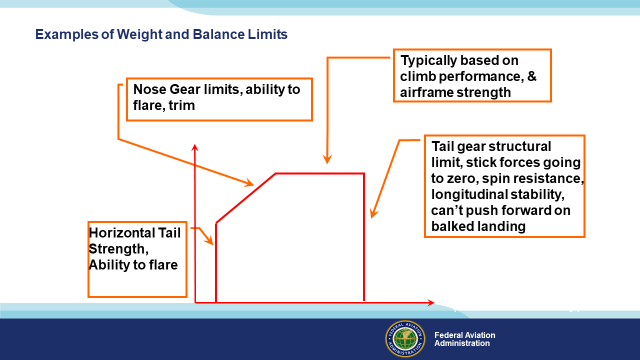 Examples of Weight and Balance Limits
Typically based on
climb performance, &
airframe strength
Nose Gear limits, ability to
flare, trim
Tail gear structural
limit, stick forces going
to zero, spin resistance,
longitudinal stability,
can't push forward on
balked landing
Horizontal Tail
Strength,
Ability to flare
Federal Aviation
Administration